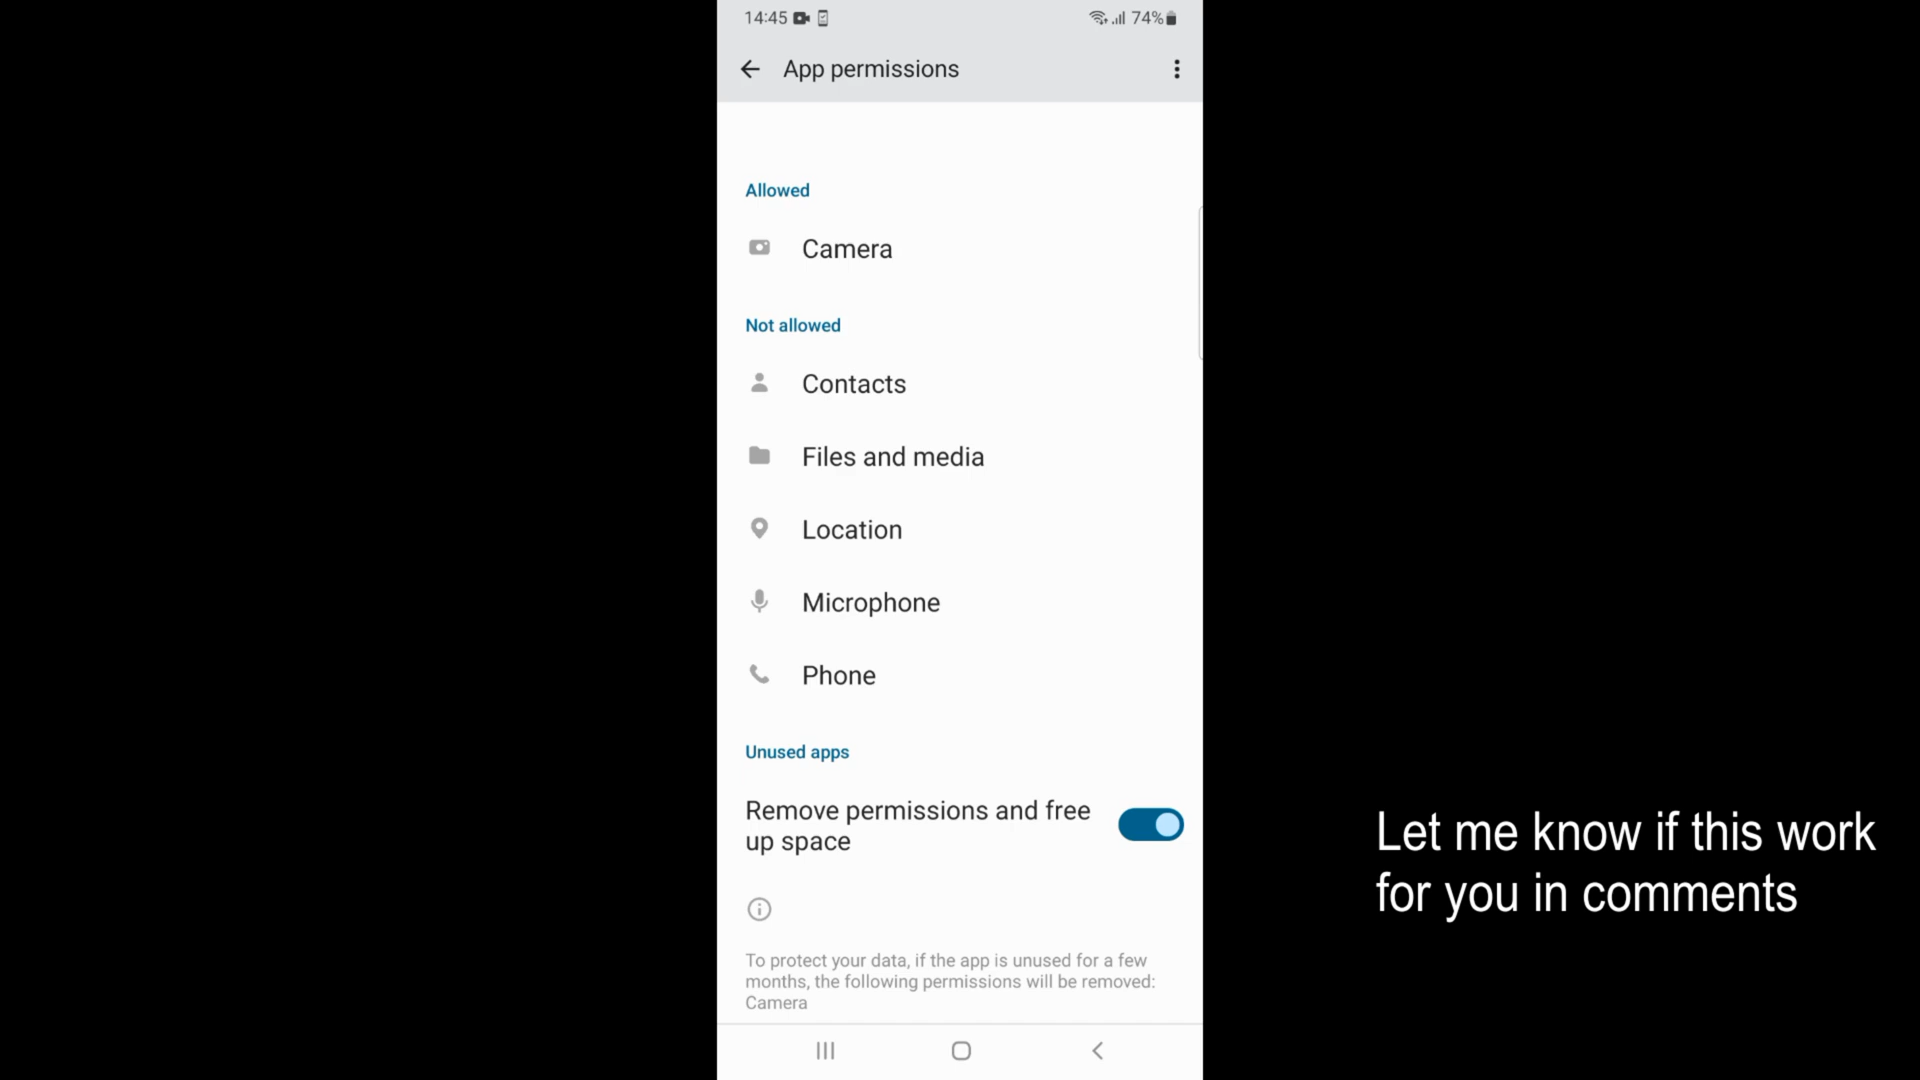 14:45
74%
App permissions
Allowed
Camera
Not allowed
Contacts
Files and media
Location
Microphone
Phone
Unused apps
Remove permissions and free
up space
To protect your data, if the app is unused for a few
months, the following permissions will be removed:
Camera
Let me know if this work
for you in comments